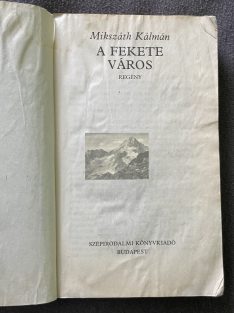 Mikszáth Kálmán
A FEKETE
VÁROS
REGÉNY
SZÉPIRODALMI KÖNYVKIADÓ
BUDAPEST